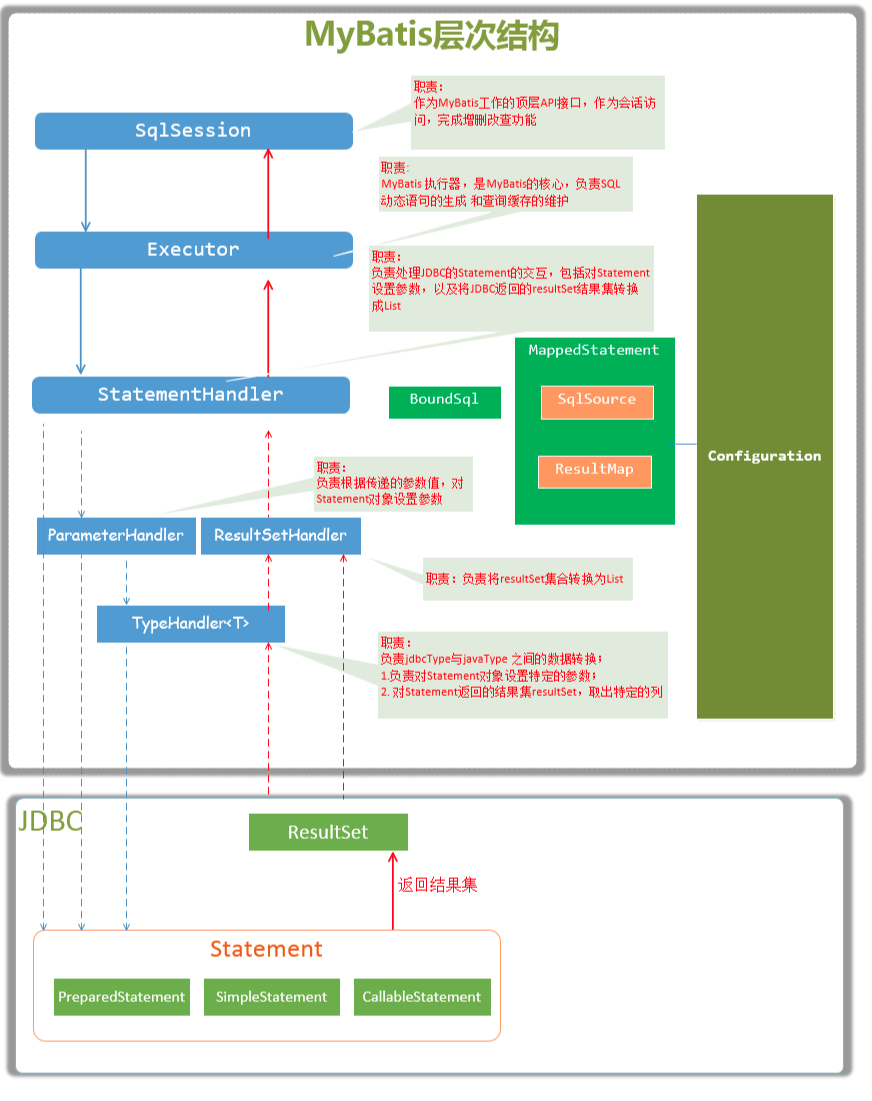 MyBatis层次结构
职责：
作为MyBatis工作的顶层API接口，作为会话访
问，完成增删改查功能
SqlSession
职责:
MyBatis 执行器，是MyBatis的核心，负责SQL
动态语句的生成 和查询缓存的维护
Executor
职责：
负责处理JDBC的Statement的交互，包括对Statement
设置参数，以及将JDBC返回的resultSet结果集转换
成List
MappedStatement
StatementHandler
BoundSql
SqlSource
Configuration
ResultMap
职责：
负责根据传递的参数值，对
Statement对象设置参数
ParameterHandler
ResultSetHandler
职责：负责将resultSet集合转换为List
TypeHandler<T>
职责：
负责jdbcType与javaType 之间的数据转换；
1.负责对Statement对象设置特定的参数；
2. 对Statement返回的结果集resultSet，取出特定的列
JDBC
ResultSet
返回结果集
Statement
PreparedStatement
SimpleStatement
CallableStatement